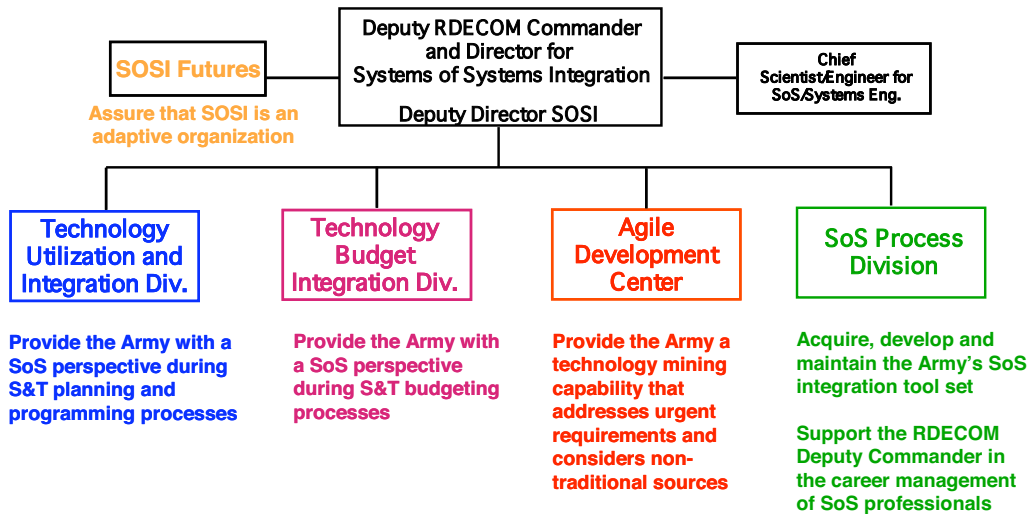 Deputy RDECOM Commander
and Director for
Systems of Systems Integration
Deputy Director SOSI
SOSI Futures
Assure that SOSI is an
adaptive organization
Chief
Scientist/Engineer for
SoS/Systems Eng.
Technology
Utilization and
Integration Div.
Provide the Army with a
SoS perspective during
S&T planning and
programming processes
Technology
Budget
Integration Div.
Provide the Army with
a SoS perspective
during S&T budgeting
processes
Agile
Development
Center
Provide the Army a
technology mining
capability that
addresses urgent
requirements and
considers non-
traditional sources
SoS Process
Division
Acquire, develop and
maintain the Army's SoS
integration tool set
Support the RDECOM
Deputy Commander in
the career management
of SoS professionals